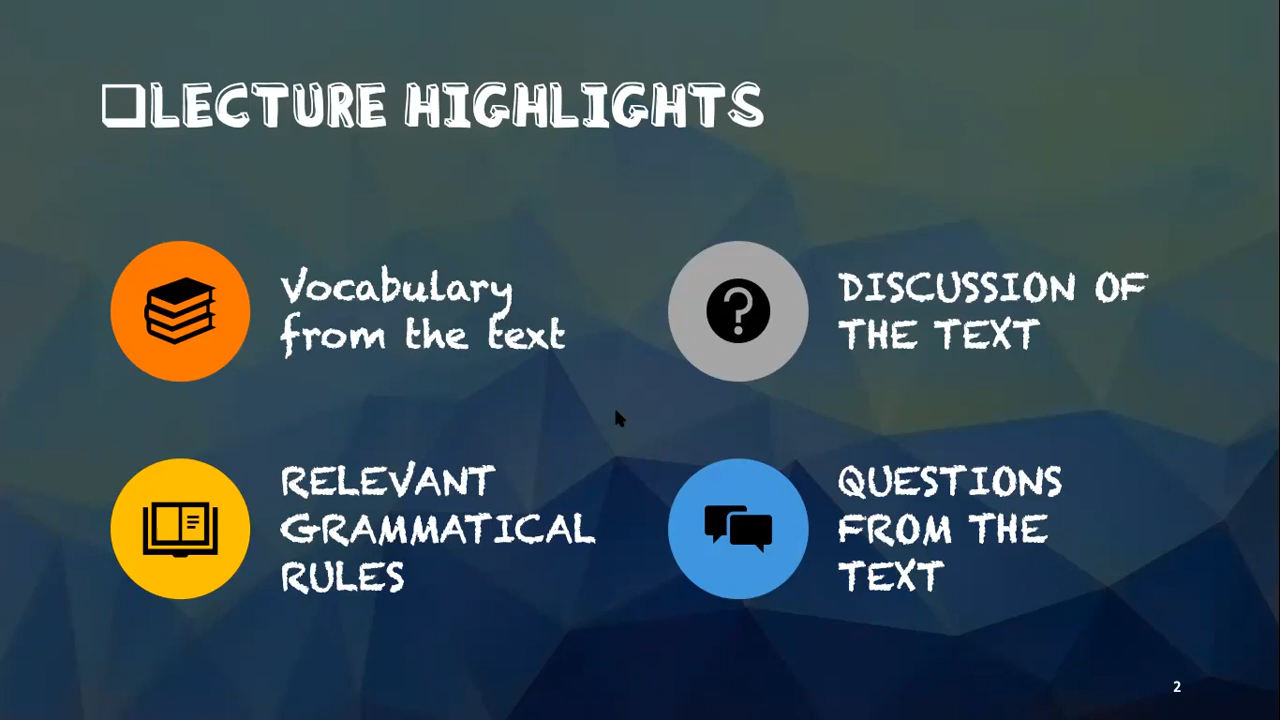 ❑LECTURE HIGHLIGHTS
Vocabulary
from the text
DISCUSSION OF
THE TEXT
RELEVANT
GRAMMATICAL
RULES
QUESTIONS
FROM THE
TEXT
2